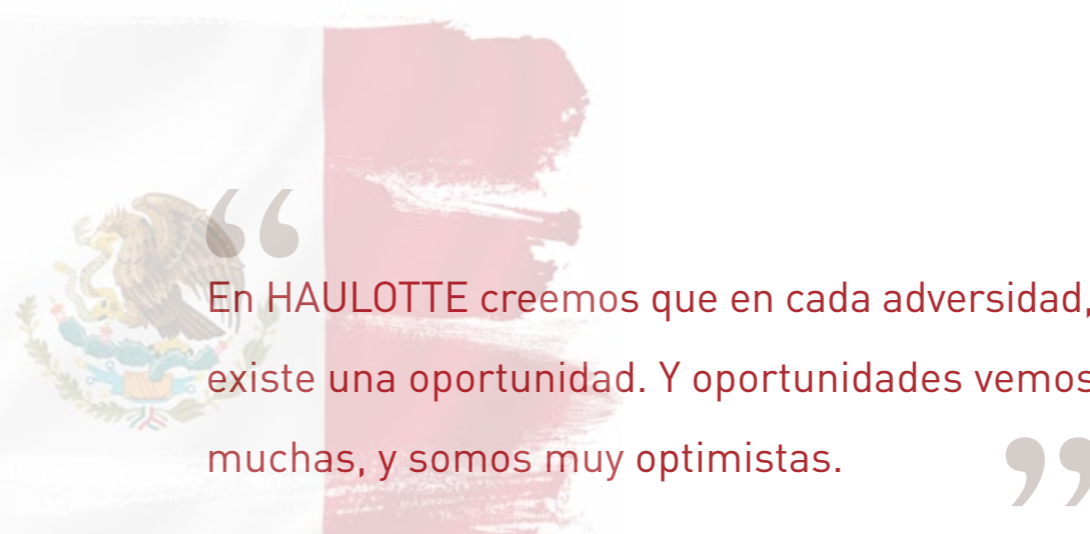 “
En HAULOTTE creemos que en cada adversidad,
existe una oportunidad. Y oportunidades vemos
muchas, y somos muy optimistas.
”